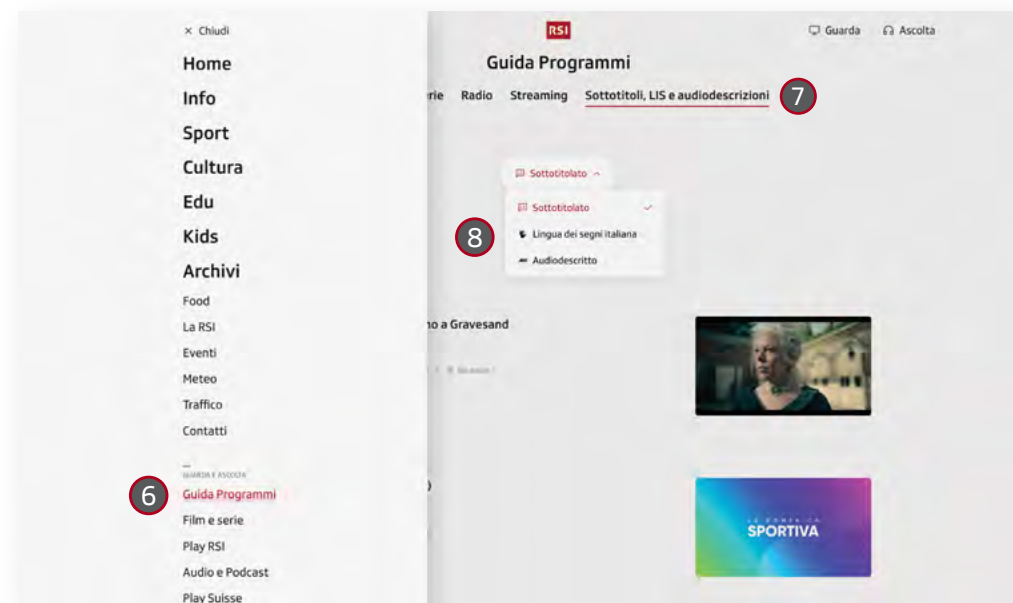 × Chiudi
Home
Info
Sport
Cultura
Edu
Kids
Archivi
Food
La RSI
Eventi
Meteo
Traffico
Contatti
GUARDA E ASCOLTA
6
Guida Programmi
Film e serie
Play RSI
Audio e Podcast
Play Suisse
RSI
Guarda
Ascolta
Guida Programmi
rie Radio Streaming Sottotitoli, LIS e audiodescrizioni
7
Sottotitolato
Sottotitolato
8
Lingua dei segni italiana
Audiodescritto
no a Gravesand
LA DOMENICA
SPORTIVA